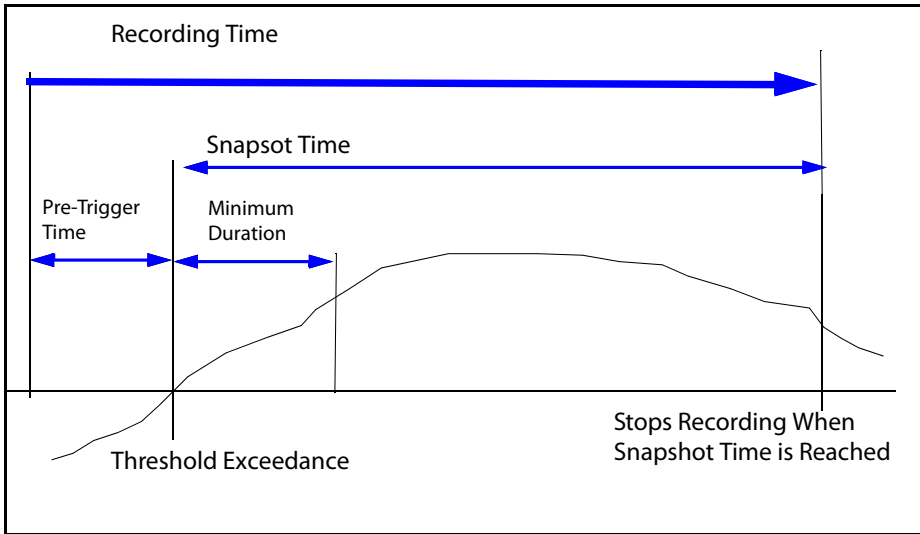 Recording Time
Snapsot Time
Pre-Trigger
Time
Minimum
Duration
Threshold Exceedance
Stops Recording When
Snapshot Time is Reached